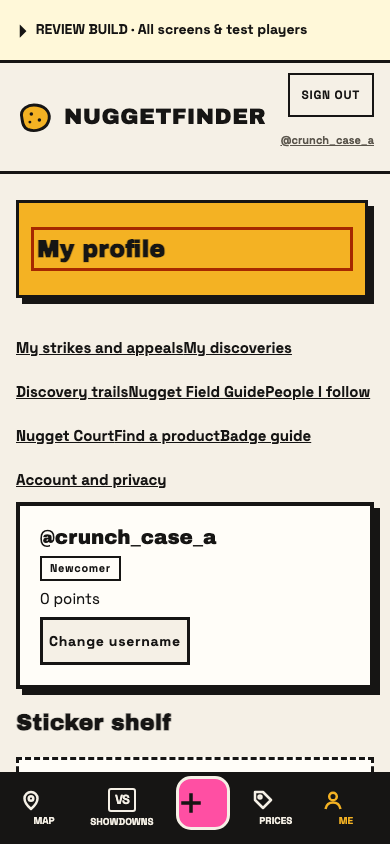 REVIEW BUILD · All screens & test players
NUGGETFINDER
SIGN OUT
@crunch_case_a
My profile
My strikes and appealsMy discoveries
Discovery trailsNugget Field GuidePeople I follow
Nugget CourtFind a productBadge guide
Account and privacy
@crunch_case_a
Newcomer
0 points
Change username
Sticker shelf
MAP
VS
SHOWDOWNS
PRICES
ME